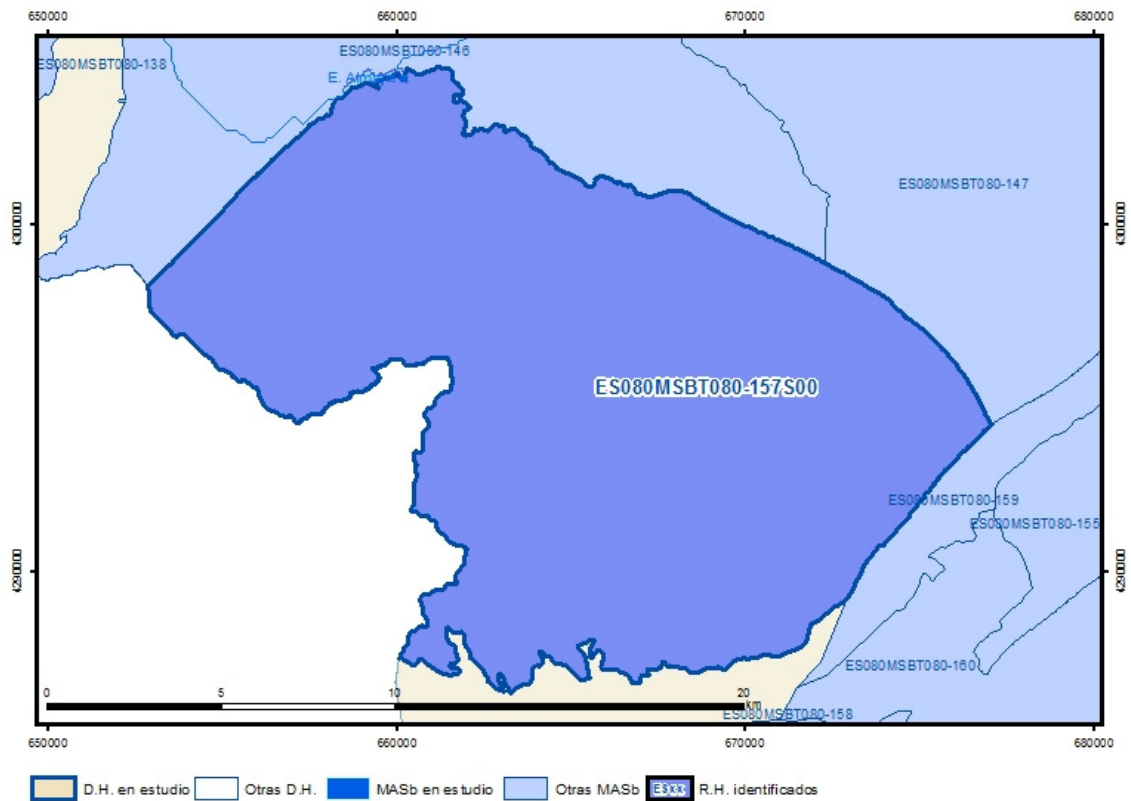 650000 660000 670000 680000
ES080MSBT080-146
ES080MSBT080-138
ES080MSBT080-147
4300000 4300000
ES080MSBT080-157S00
ES080MSBT080-159
ES080MSBT080-155
4290000 4290000
ES080MSBT080-160
0 5 10 20
km
ES080MSBT080-158
650000 660000 670000 680000
D.H. en estudio Otras D.H. MASb en estudio Otras MASb ESxx R.H. identificados